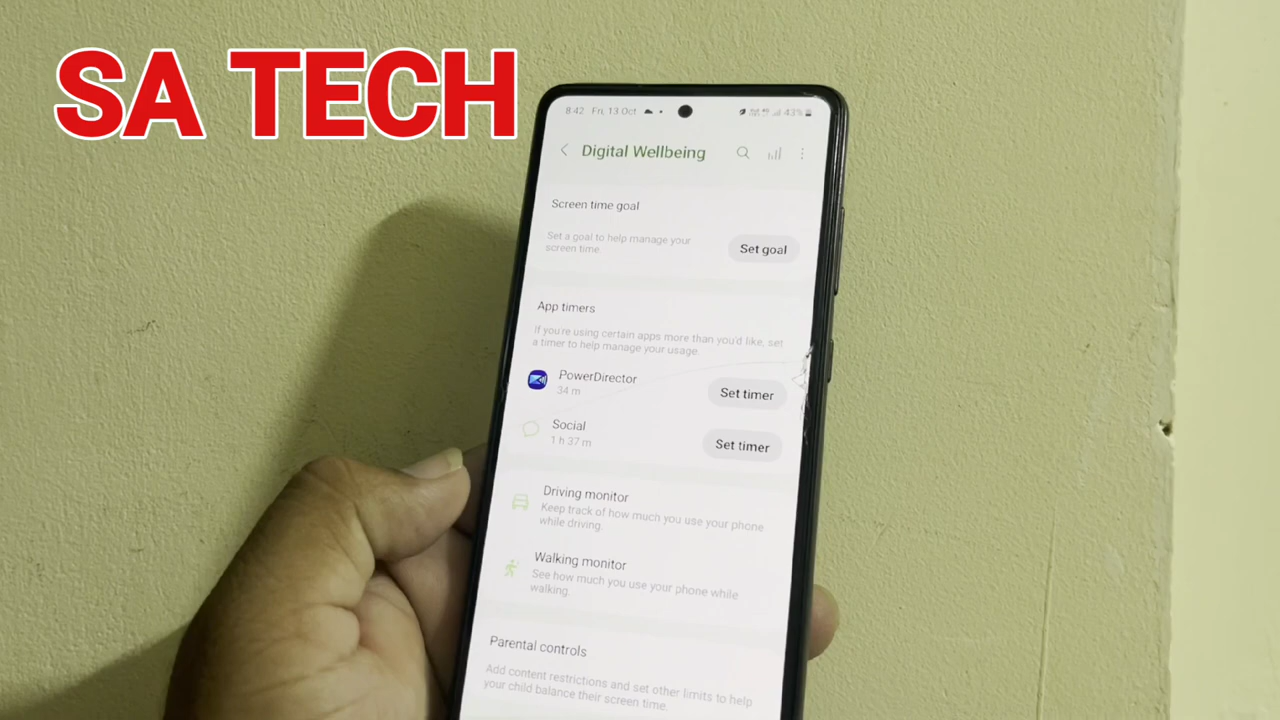 SA TECH
8:42 Fri, 13 Oct
43%
Digital Wellbeing
Screen time goal
Set a goal to help manage your
screen time.
Set goal
App timers
If you're using certain apps more than you'd like, set
a timer to help manage your usage.
PowerDirector
34 m
Set timer
Social
1 h 37 m
Set timer
Driving monitor
Keep track of how much you use your phone
while driving.
Walking monitor
See how much you use your phone while
walking.
Parental controls
Add content restrictions and set other limits to help
your child balance their screen time.